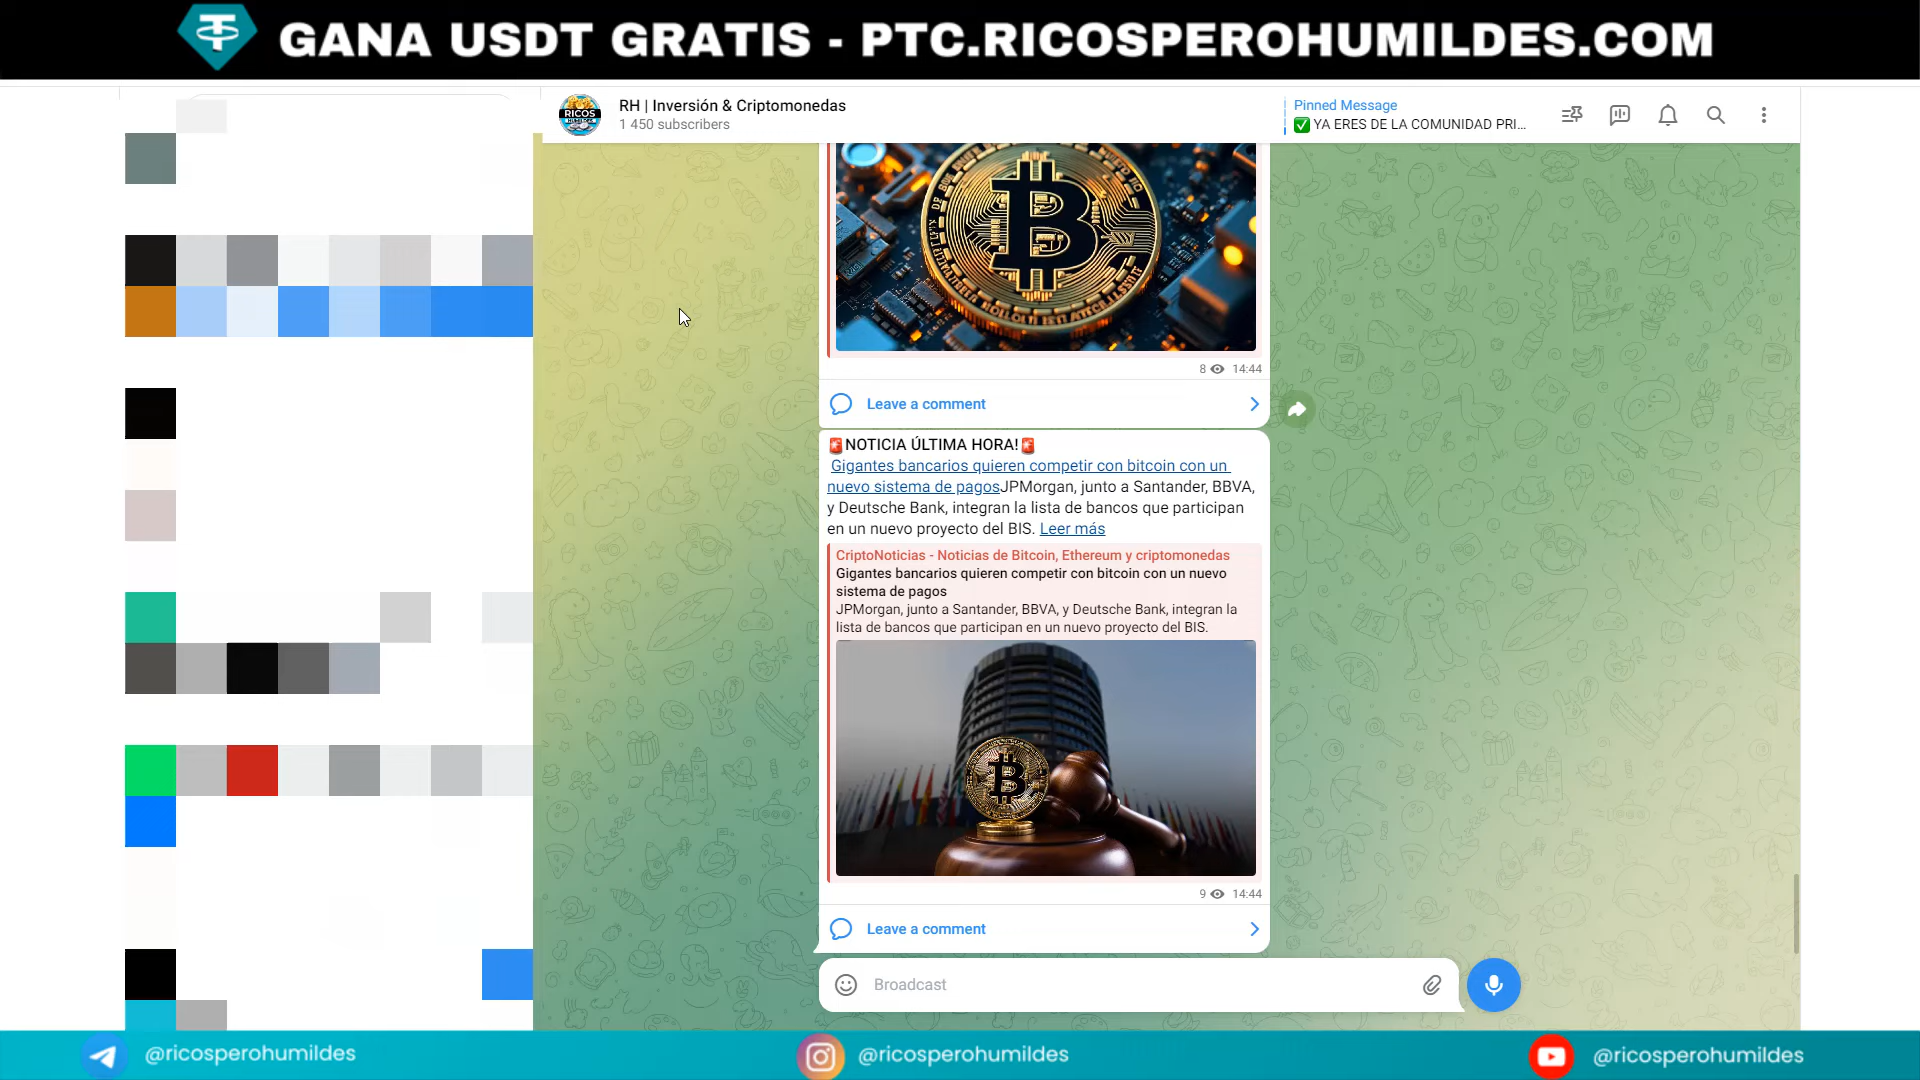 GANA USDT GRATIS - PTC.RICOSPEROHUMILDES.COM
RICOS
RH | Inversión & Criptomonedas
1 450 subscribers
Pinned Message
✅ YA ERES DE LA COMUNIDAD PRI...
8 14:44
Leave a comment
🚨NOTICIA ÚLTIMA HORA!🚨
Gigantes bancarios quieren competir con bitcoin con un
nuevo sistema de pagosJPMorgan, junto a Santander, BBVA,
y Deutsche Bank, integran la lista de bancos que participan
en un nuevo proyecto del BIS. Leer más
CriptoNoticias - Noticias de Bitcoin, Ethereum y criptomonedas
Gigantes bancarios quieren competir con bitcoin con un nuevo
sistema de pagos
JPMorgan, junto a Santander, BBVA, y Deutsche Bank, integran la
lista de bancos que participan en un nuevo proyecto del BIS.
9 14:44
Leave a comment
Broadcast
@ricosperohumildes
@ricosperohumildes
@ricosperohumildes